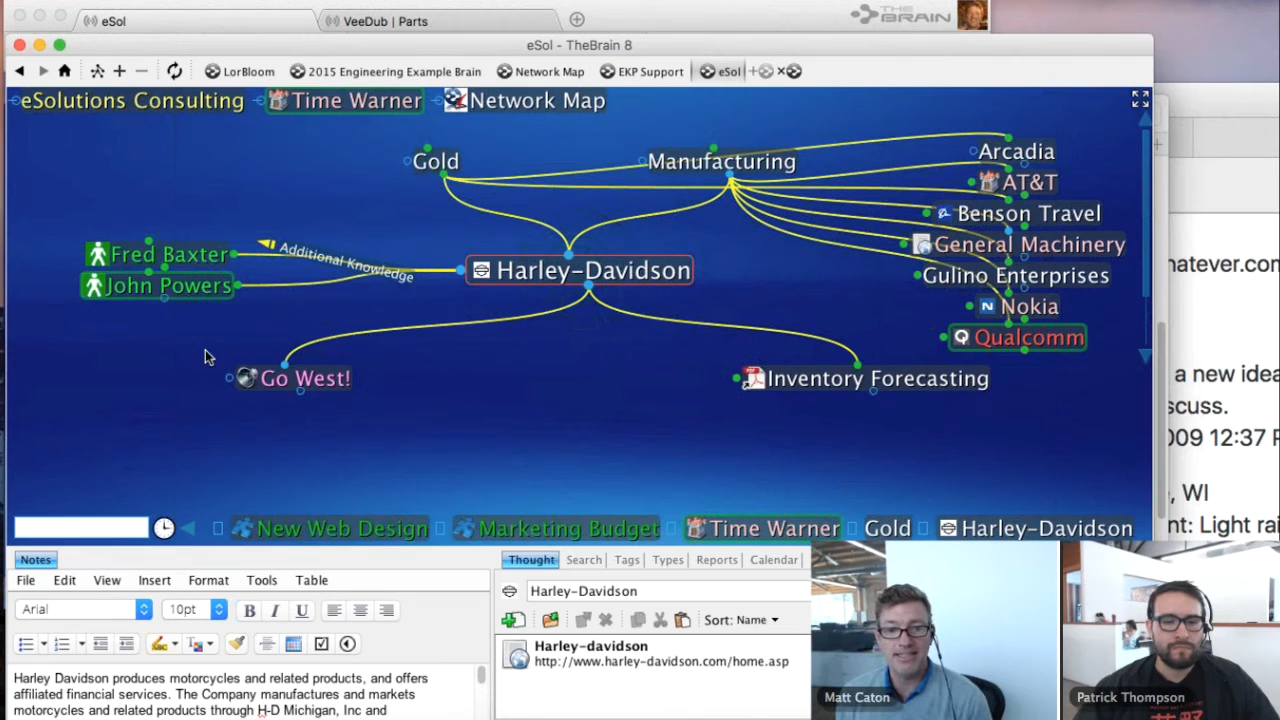 eSol
VeeDub | Parts
THE BRAIN
eSol - TheBrain 8
LorBloom
2015 Engineering Example Brain
Network Map
EKP Support
eSol
eSolutions Consulting
Time Warner
Network Map
Gold
Manufacturing
Arcadia
AT&T
Benson Travel
General Machinery
Gulino Enterprises
Nokia
Qualcomm
Fred Baxter
John Powers
Additional Knowledge
Harley-Davidson
Go West!
Inventory Forecasting
hatever.com
a new idea
scuss.
009 12:37 P
, WI
nt: Light rai
New Web Design
Marketing Budget
Time Warner
Gold
Harley-Davidson
Notes
File Edit View Insert Format Tools Table
Arial 10pt B I U
Harley Davidson produces motorcycles and related products, and offers
affiliated financial services. The Company manufactures and markets
motorcycles and related products through H-D Michigan, Inc and
Thought Search Tags Types Reports Calendar
Harley-Davidson
Sort: Name
Harley-davidson
http://www.harley-davidson.com/home.asp
Matt Caton
Patrick Thompson